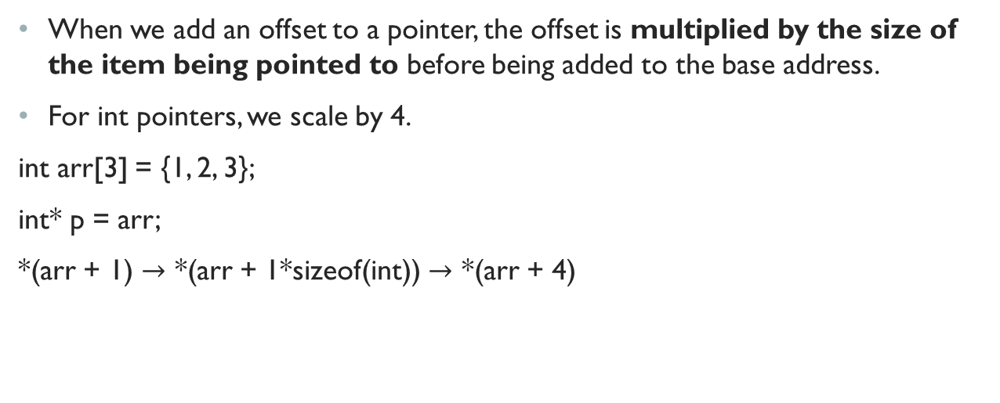 • When we add an offset to a pointer, the offset is multiplied by the size of
the item being pointed to before being added to the base address.
• For int pointers, we scale by 4.
int arr[3] = {1, 2, 3};
int* p = arr;
*(arr + 1) → *(arr + 1*sizeof(int)) → *(arr + 4)